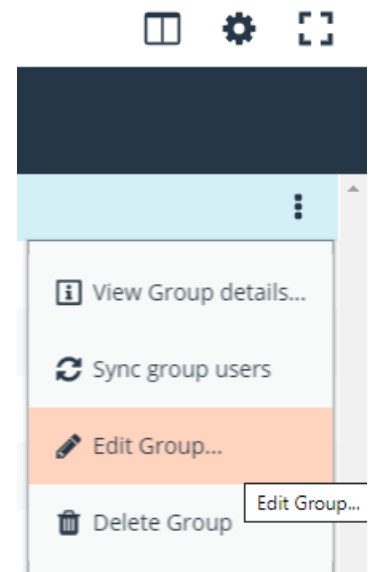 View Group details...
Sync group users
Edit Group...
Edit Group...
Delete Group